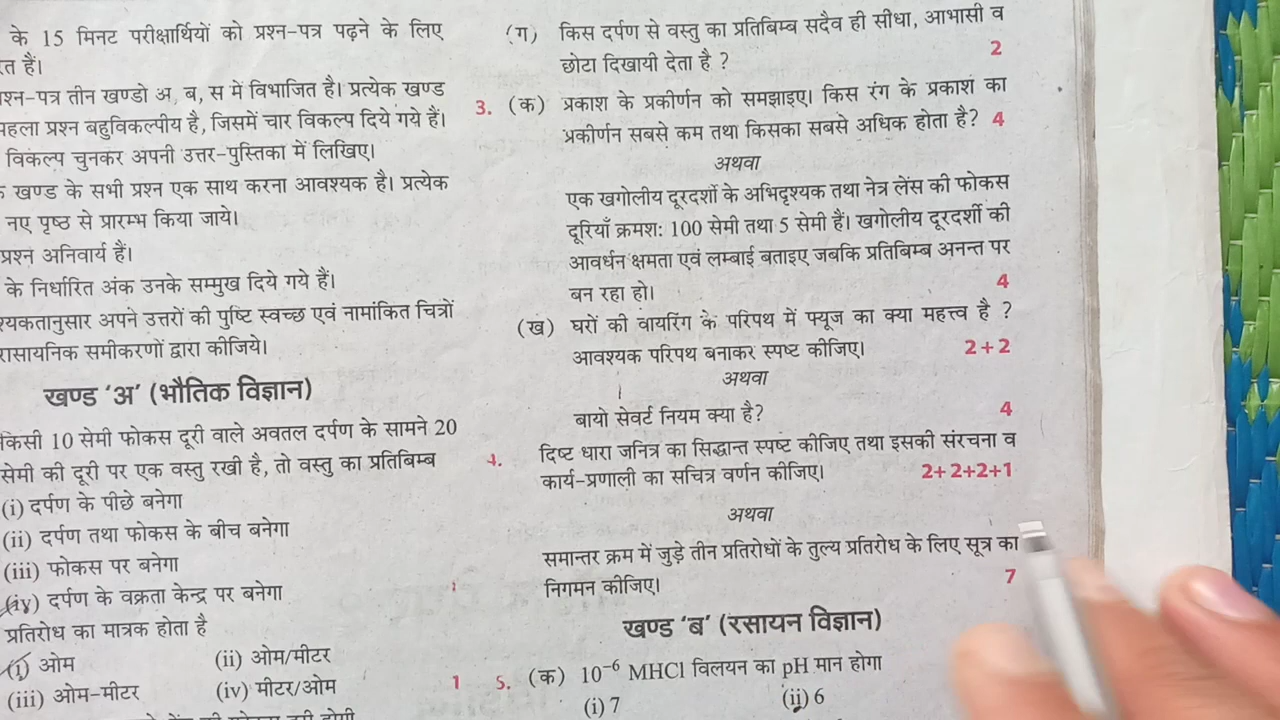 के 15 मिनट परीक्षार्थियों को प्रश्न-पत्र पढ़ने के लिए
हैं।
तीन खण्डो अ, ब, स में विभाजित है। प्रत्येक खण्ड
पहला प्रश्न बहुविकल्पीय है, जिसमें चार विकल्प दिये गये हैं।
विकल्प चुनकर अपनी उत्तर-पुस्तिका में लिखिए।
खण्ड के सभी प्रश्न एक साथ करना आवश्यक है। प्रत्येक
नए पृष्ठ से प्रारम्भ किया जाये।
प्रश्न अनिवार्य हैं।
के निर्धारित अंक उनके सम्मुख दिये गये हैं।
अपने उत्तरों की पुष्टि स्वच्छ एवं नामांकित चित्रों
रासायनिक समीकरणों द्वारा कीजिये।
खण्ड ‘अ’ (भौतिक विज्ञान)
किसी 10 सेमी फोकस दूरी वाले अवतल दर्पण के सामने 20
सेमी की दूरी पर एक वस्तु रखी है, तो वस्तु का प्रतिबिम्ब
(i) दर्पण के पीछे बनेगा
(ii) दर्पण तथा फोकस के बीच बनेगा
(iii) फोकस पर बनेगा
(iv) दर्पण के वक्रता केन्द्र पर बनेगा 1
प्रतिरोध का मात्रक होता है
(i) ओम (ii) ओम/मीटर
(iii) ओम-मीटर (iv) मीटर/ओम 1
(ग) किस दर्पण से वस्तु का प्रतिबिम्ब सदैव ही सीधा, आभासी व
छोटा दिखायी देता है ? 2
3. (क) प्रकाश के प्रकीर्णन को समझाइए। किस रंग के प्रकाश का
प्रकीर्णन सबसे कम तथा किसका सबसे अधिक होता है? 4
अथवा
एक खगोलीय दूरदर्शी के अभिदृश्यक तथा नेत्र लेंस की फोकस
दूरियाँ क्रमश: 100 सेमी तथा 5 सेमी हैं। खगोलीय दूरदर्शी की
आवर्धन क्षमता एवं लम्बाई बताइए जबकि प्रतिबिम्ब अनन्त पर
बन रहा हो। 4
(ख) घरों की वायरिंग के परिपथ में फ्यूज का क्या महत्त्व है ?
आवश्यक परिपथ बनाकर स्पष्ट कीजिए। 2+2
अथवा
बायो सेवर्ट नियम क्या है? 4
4. दिष्ट धारा जनित्र का सिद्धान्त स्पष्ट कीजिए तथा इसकी संरचना व
कार्य-प्रणाली का सचित्र वर्णन कीजिए। 2+2+2+1
अथवा
समान्तर क्रम में जुड़े तीन प्रतिरोधों के तुल्य प्रतिरोध के लिए सूत्र का
निगमन कीजिए। 7
खण्ड ‘ब’ (रसायन विज्ञान)
5. (क) 10⁻⁶ MHCl विलयन का pH मान होगा
(i) 7 (ii) 6